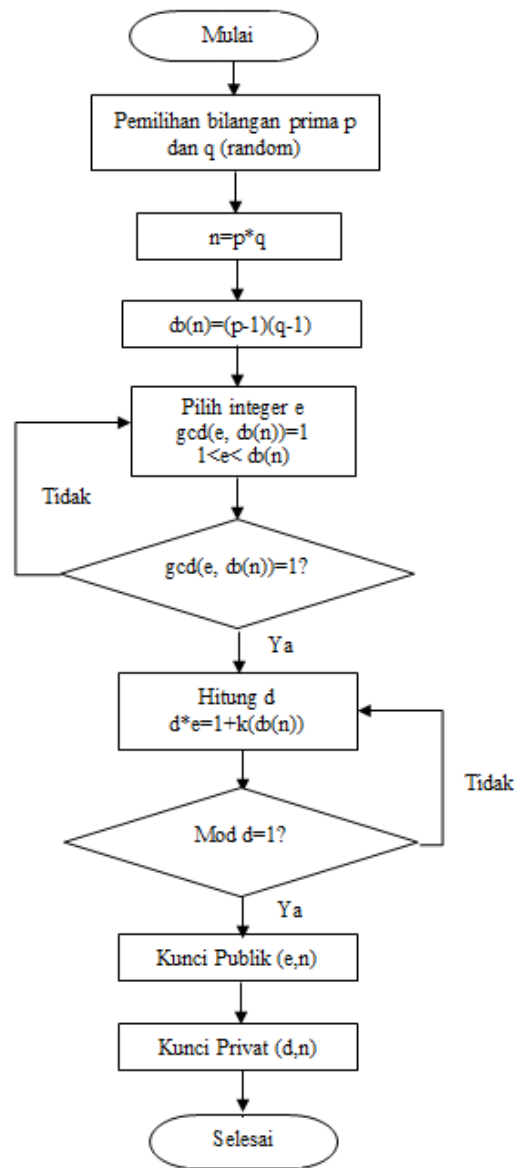 Mulai
Pemilihan bilangan prima p
dan q (random)
n=p*q
ф(n)=(p-1)(q-1)
Pilih integer e
gcd(e, ф(n))=1
1<e< ф(n)
Tidak
gcd(e, ф(n))=1?
Ya
Hitung d
d*e=1+k(ф(n))
Tidak
Mod d=1?
Ya
Kunci Publik (e,n)
Kunci Privat (d,n)
Selesai